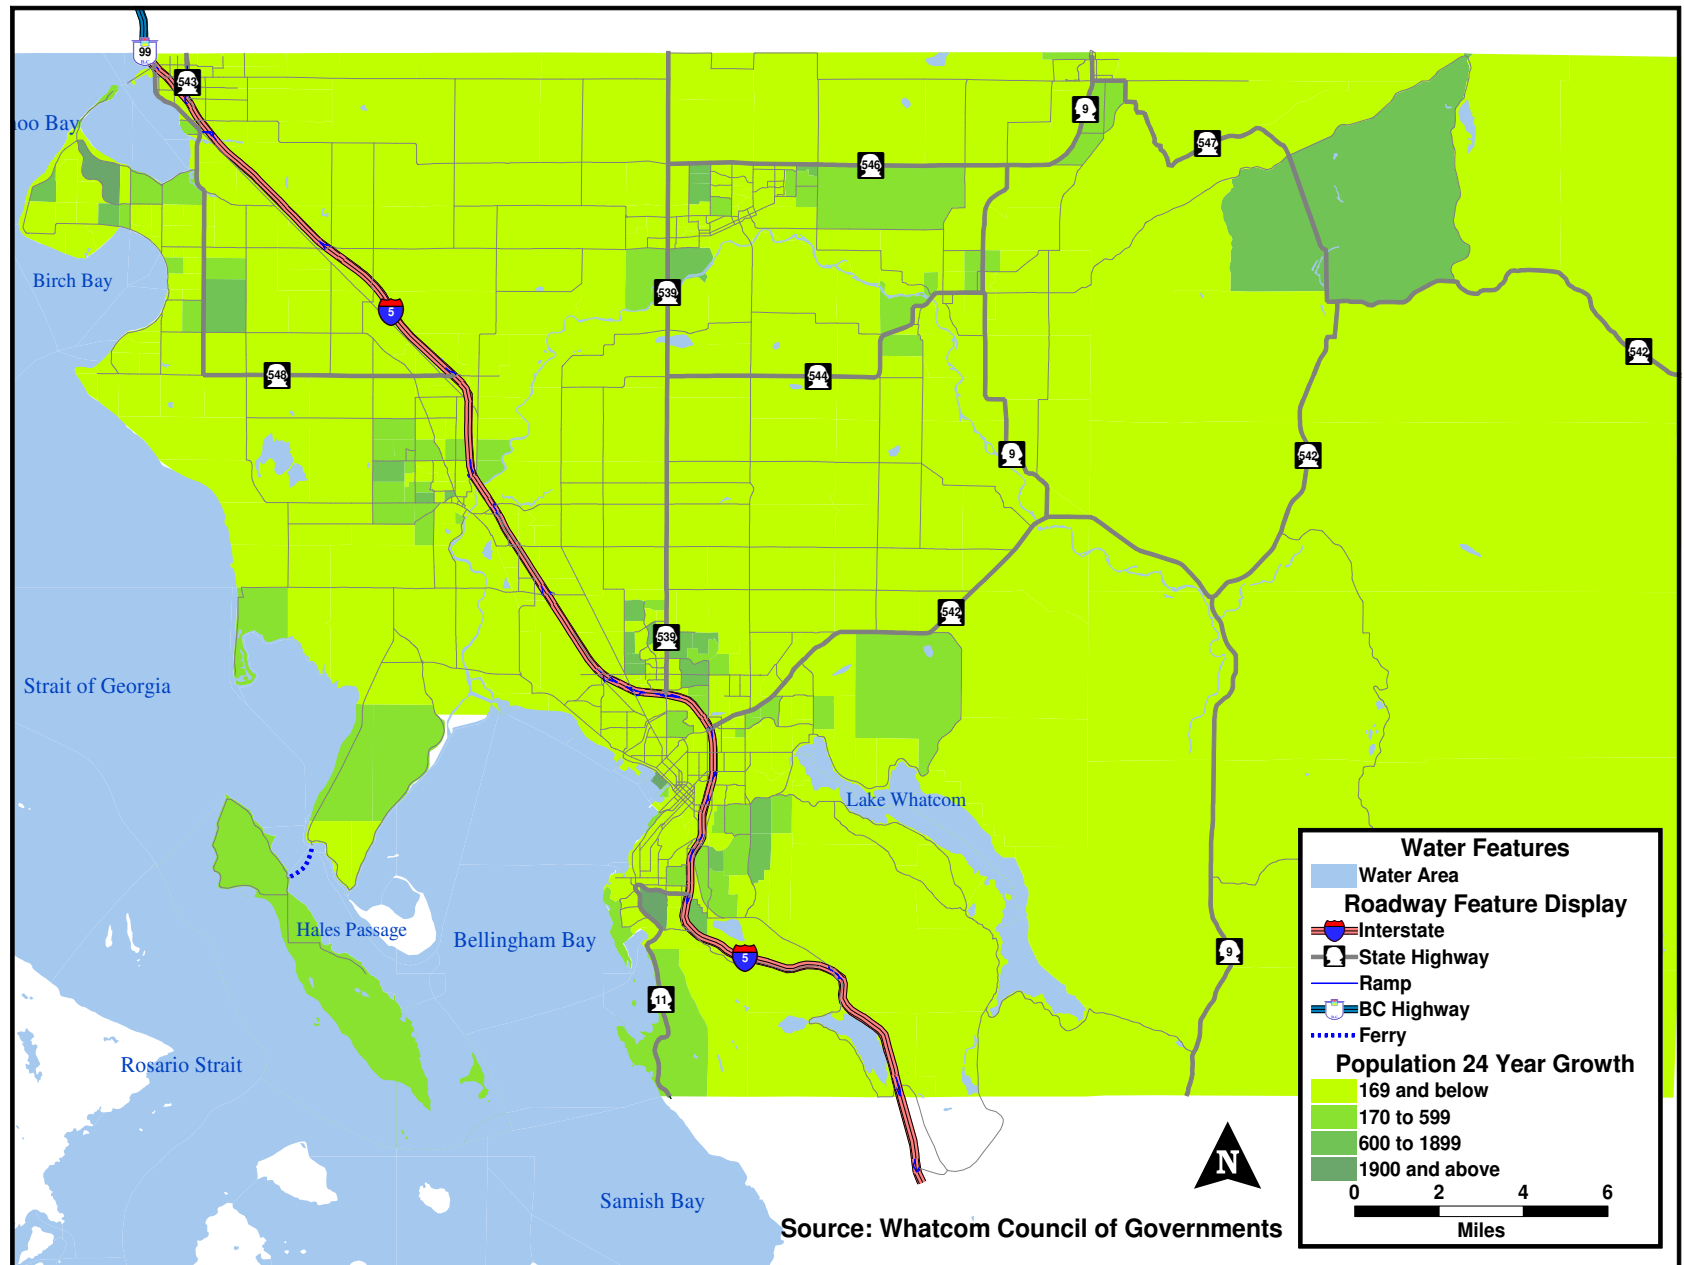 99
B.C.
543
9
547
546
oo Bay
Birch Bay
539
5
542
548
544
9
542
542
539
Strait of Georgia
Lake Whatcom
Hales Passage
Bellingham Bay
5
9
11
Rosario Strait
Samish Bay
N
Source: Whatcom Council of Governments
Water Features
Water Area
Roadway Feature Display
Interstate
State Highway
Ramp
BC Highway
Ferry
Population 24 Year Growth
169 and below
170 to 599
600 to 1899
1900 and above
0 2 4 6
Miles